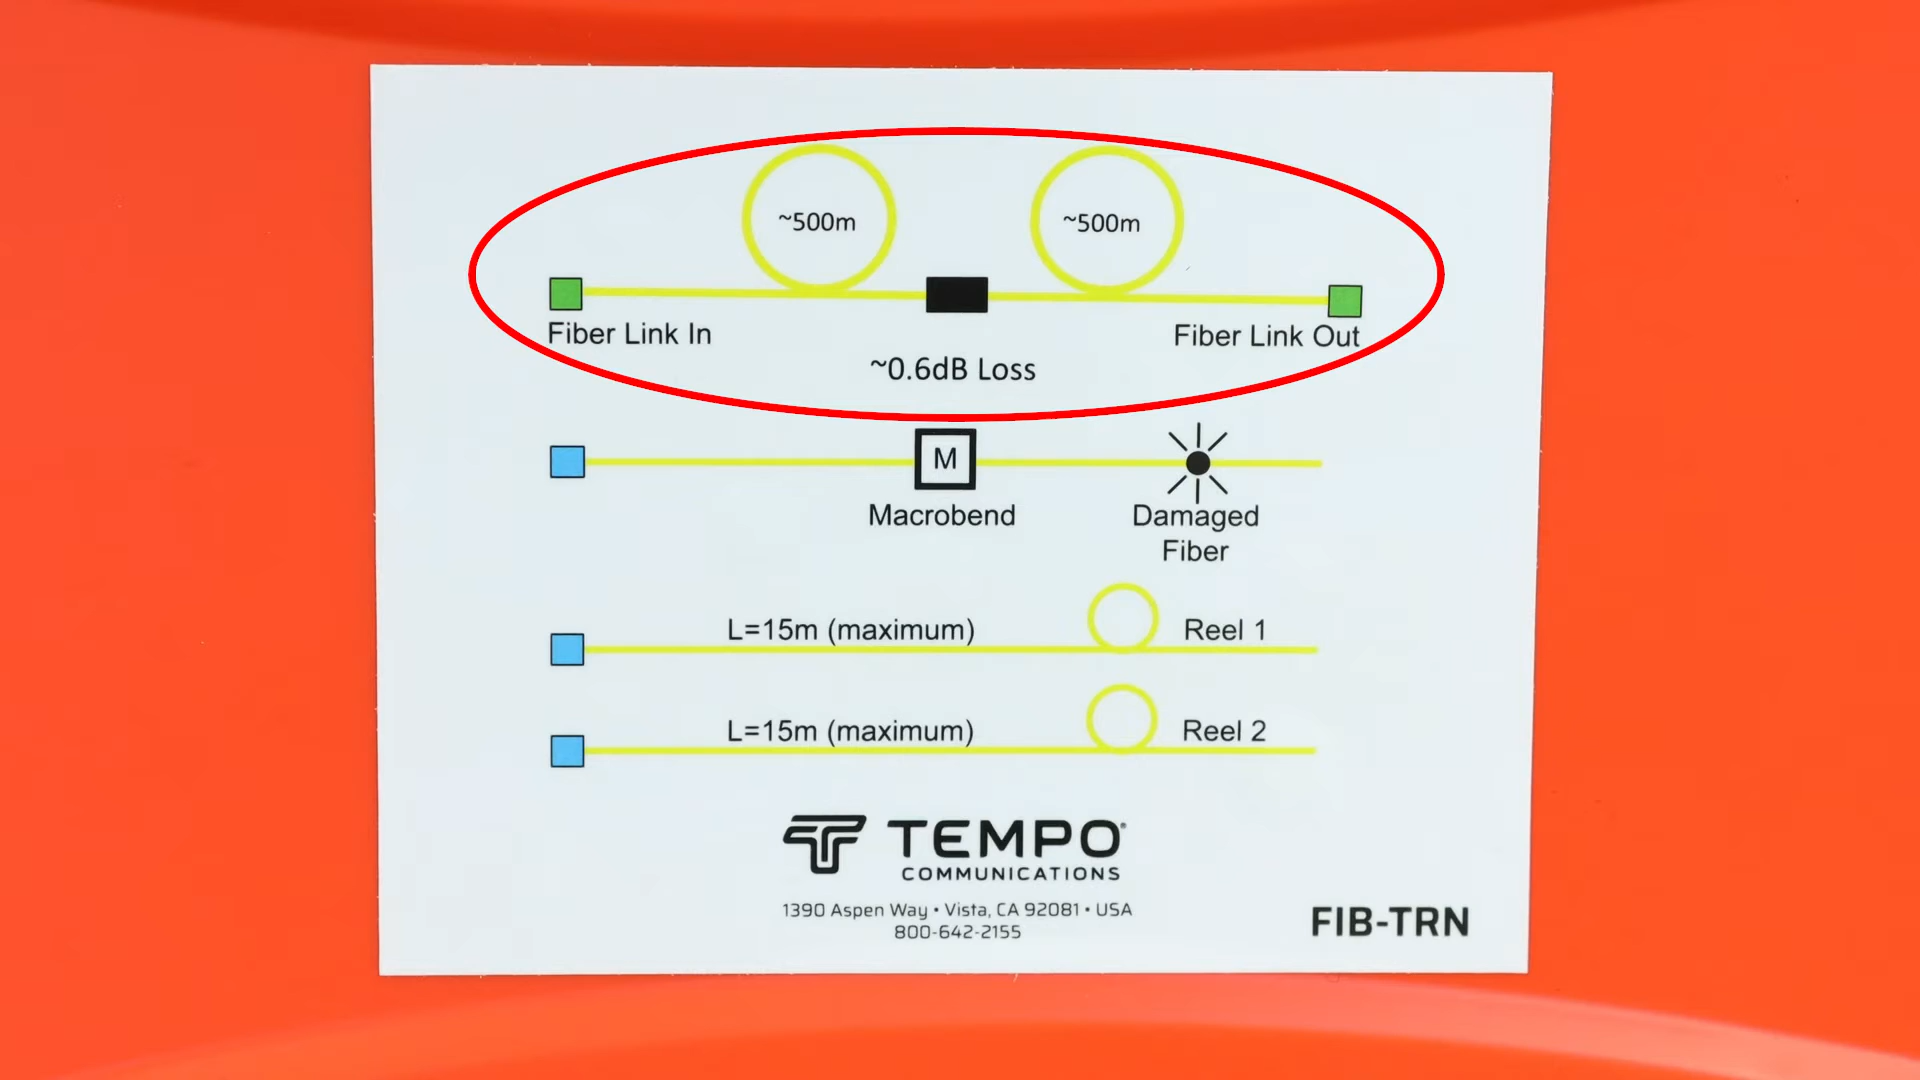 ~500m ~500m
Fiber Link In Fiber Link Out
~0.6dB Loss
M
Macrobend Damaged
Fiber
L=15m (maximum) Reel 1
L=15m (maximum) Reel 2
TEMPO®
COMMUNICATIONS
1390 Aspen Way • Vista, CA 92081 • USA
800-642-2155
FIB-TRN